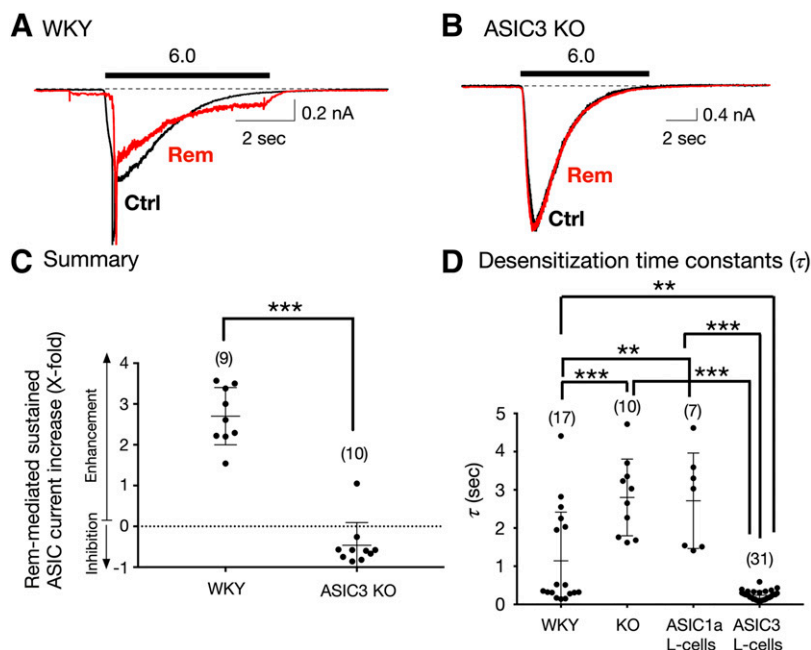 A WKY
6.0
0.2 nA
2 sec
Rem
Ctrl
B ASIC3 KO
6.0
0.4 nA
2 sec
Rem
Ctrl
C Summary
***
Rem-mediated sustained
ASIC current increase (X-fold)
Enhancement
Inhibition
4
3
2
1
0
-1
(9)
(10)
WKY
ASIC3 KO
D Desensitization time constants (τ)
**
***
**
***
***
(17)
(10)
(7)
(31)
τ (sec)
5
4
3
2
1
0
WKY
KO
ASIC1a
L-cells
ASIC3
L-cells